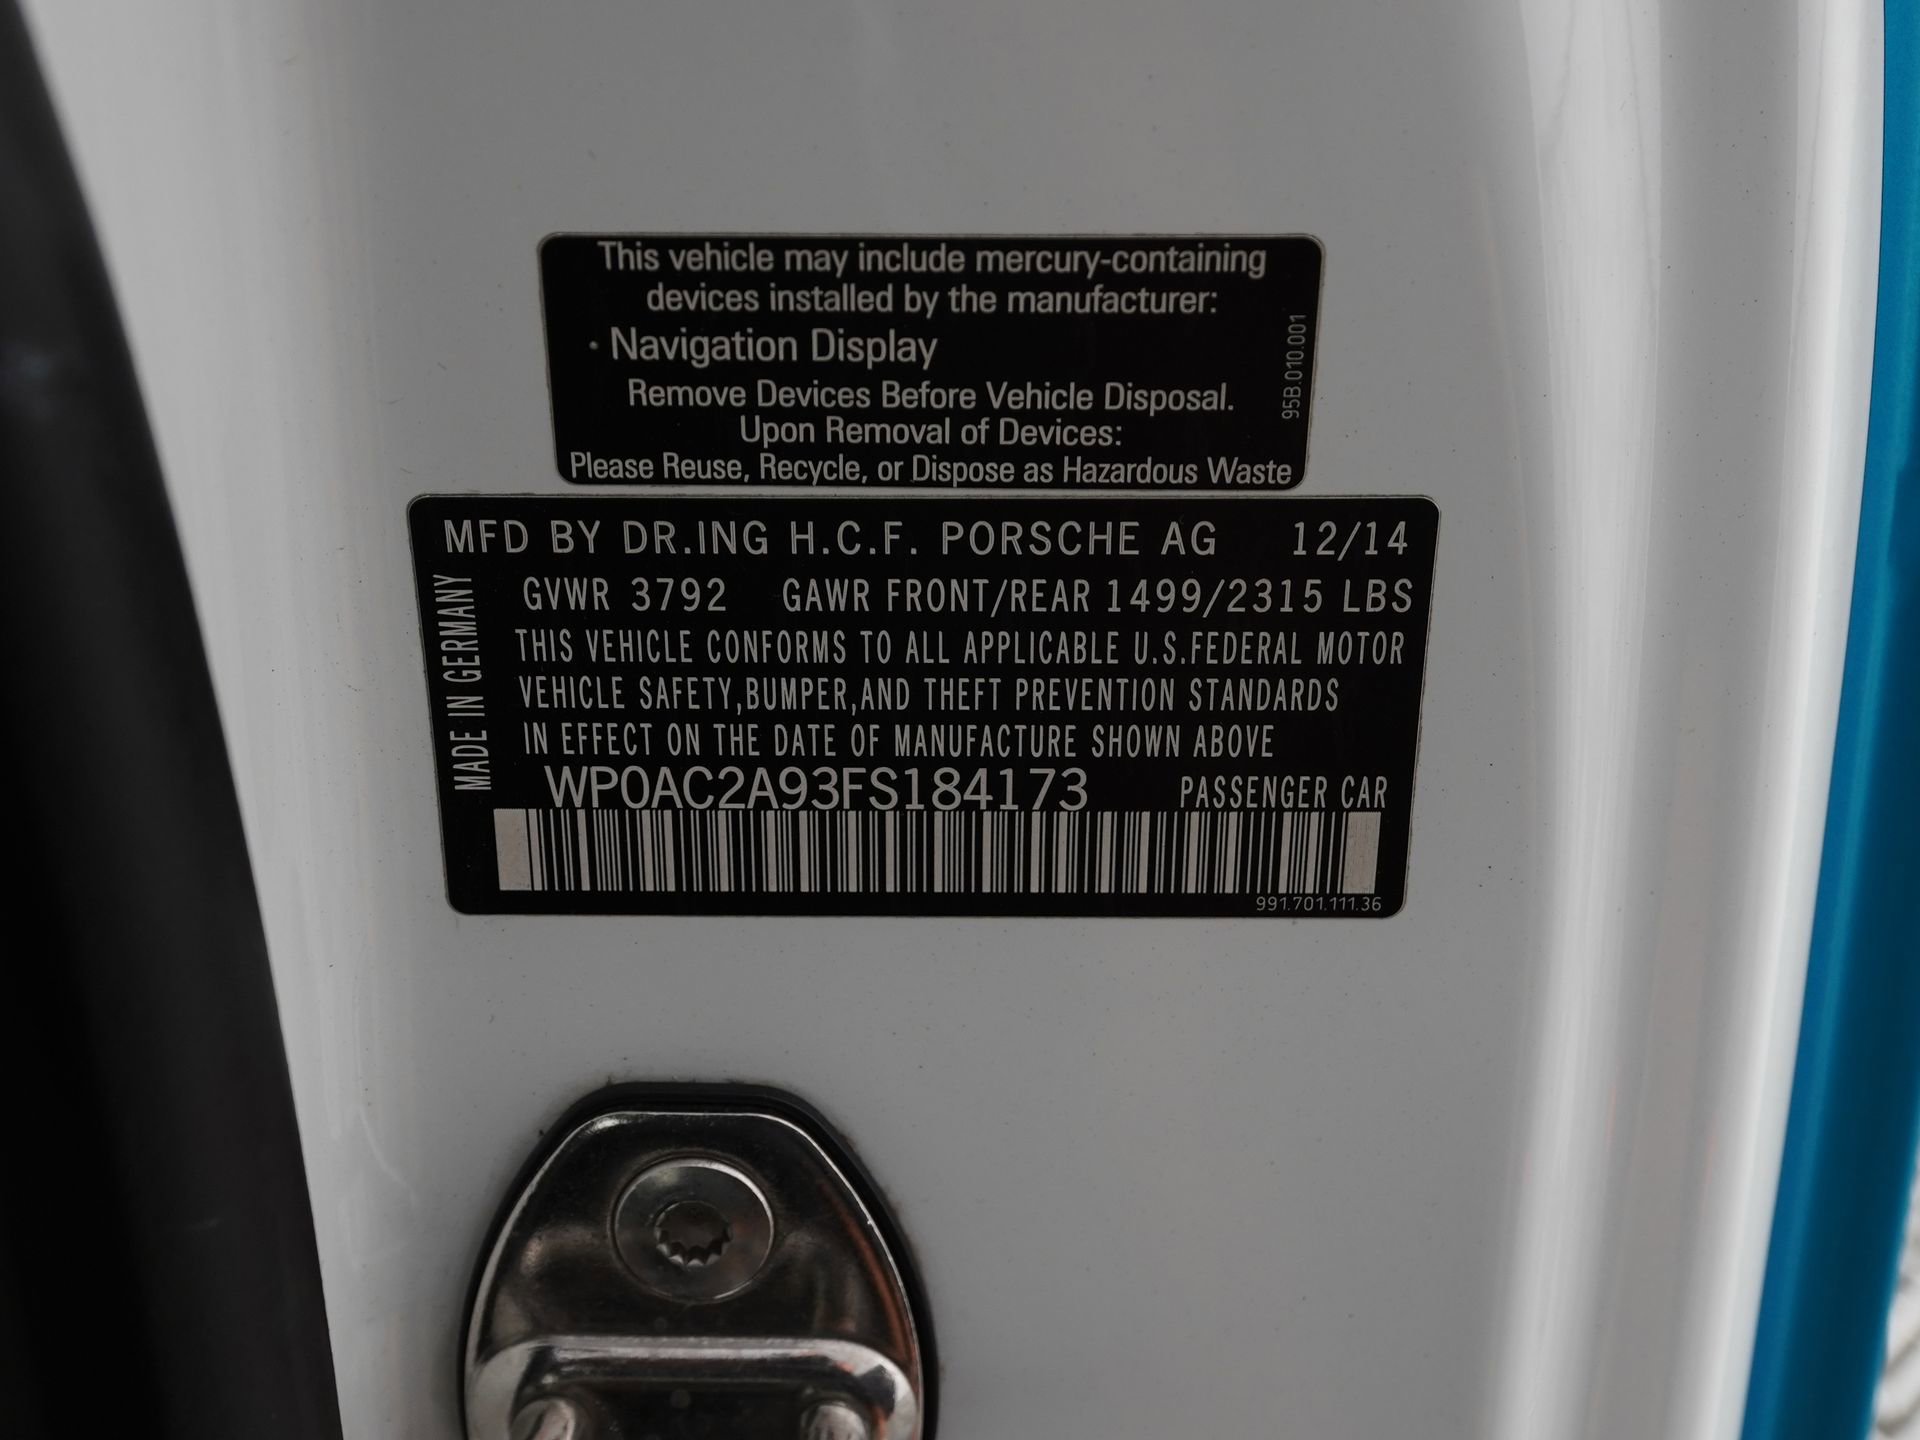 This vehicle may include mercury-containing
devices installed by the manufacturer:
· Navigation Display
Remove Devices Before Vehicle Disposal.
Upon Removal of Devices:
Please Reuse, Recycle, or Dispose as Hazardous Waste
95B.010.001
MFD BY DR.ING H.C.F. PORSCHE AG 12/14
GVWR 3792 GAWR FRONT/REAR 1499/2315 LBS
THIS VEHICLE CONFORMS TO ALL APPLICABLE U.S.FEDERAL MOTOR
VEHICLE SAFETY,BUMPER,AND THEFT PREVENTION STANDARDS
IN EFFECT ON THE DATE OF MANUFACTURE SHOWN ABOVE
WP0AC2A93FS184173 PASSENGER CAR
MADE IN GERMANY
991.701.111.36